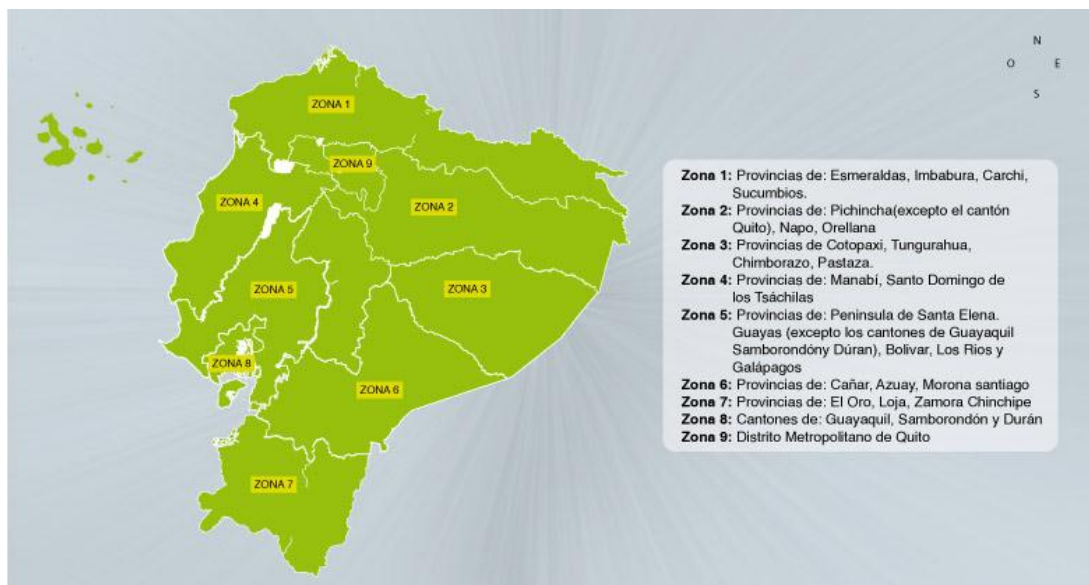 N
O E
S
ZONA 1
ZONA 9
ZONA 4
ZONA 2
ZONA 5
ZONA 3
ZONA 8
ZONA 6
ZONA 7
Zona 1: Provincias de: Esmeraldas, Imbabura, Carchi,
Sucumbios.
Zona 2: Provincias de: Pichincha(excepto el cantón
Quito), Napo, Orellana
Zona 3: Provincias de Cotopaxi, Tungurahua,
Chimborazo, Pastaza.
Zona 4: Provincias de: Manabí, Santo Domingo de
los Tsáchilas
Zona 5: Provincias de: Peninsula de Santa Elena.
Guayas (excepto los cantones de Guayaquil
Samborondóny Dúran), Bolivar, Los Rios y
Galápagos
Zona 6: Provincias de: Cañar, Azuay, Morona santiago
Zona 7: Provincias de: El Oro, Loja, Zamora Chinchipe
Zona 8: Cantones de: Guayaquil, Samborondón y Durán
Zona 9: Distrito Metropolitano de Quito